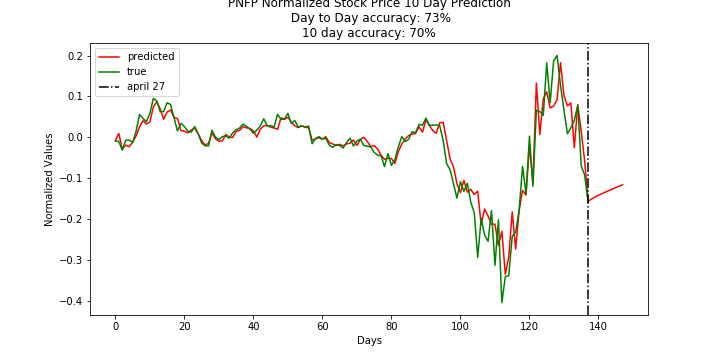 PNFP Normalized Stock Price 10 Day Prediction
Day to Day accuracy: 73%
10 day accuracy: 70%
predicted
true
april 27
Normalized Values
0.2
0.1
0.0
−0.1
−0.2
−0.3
−0.4
0 20 40 60 80 100 120 140
Days